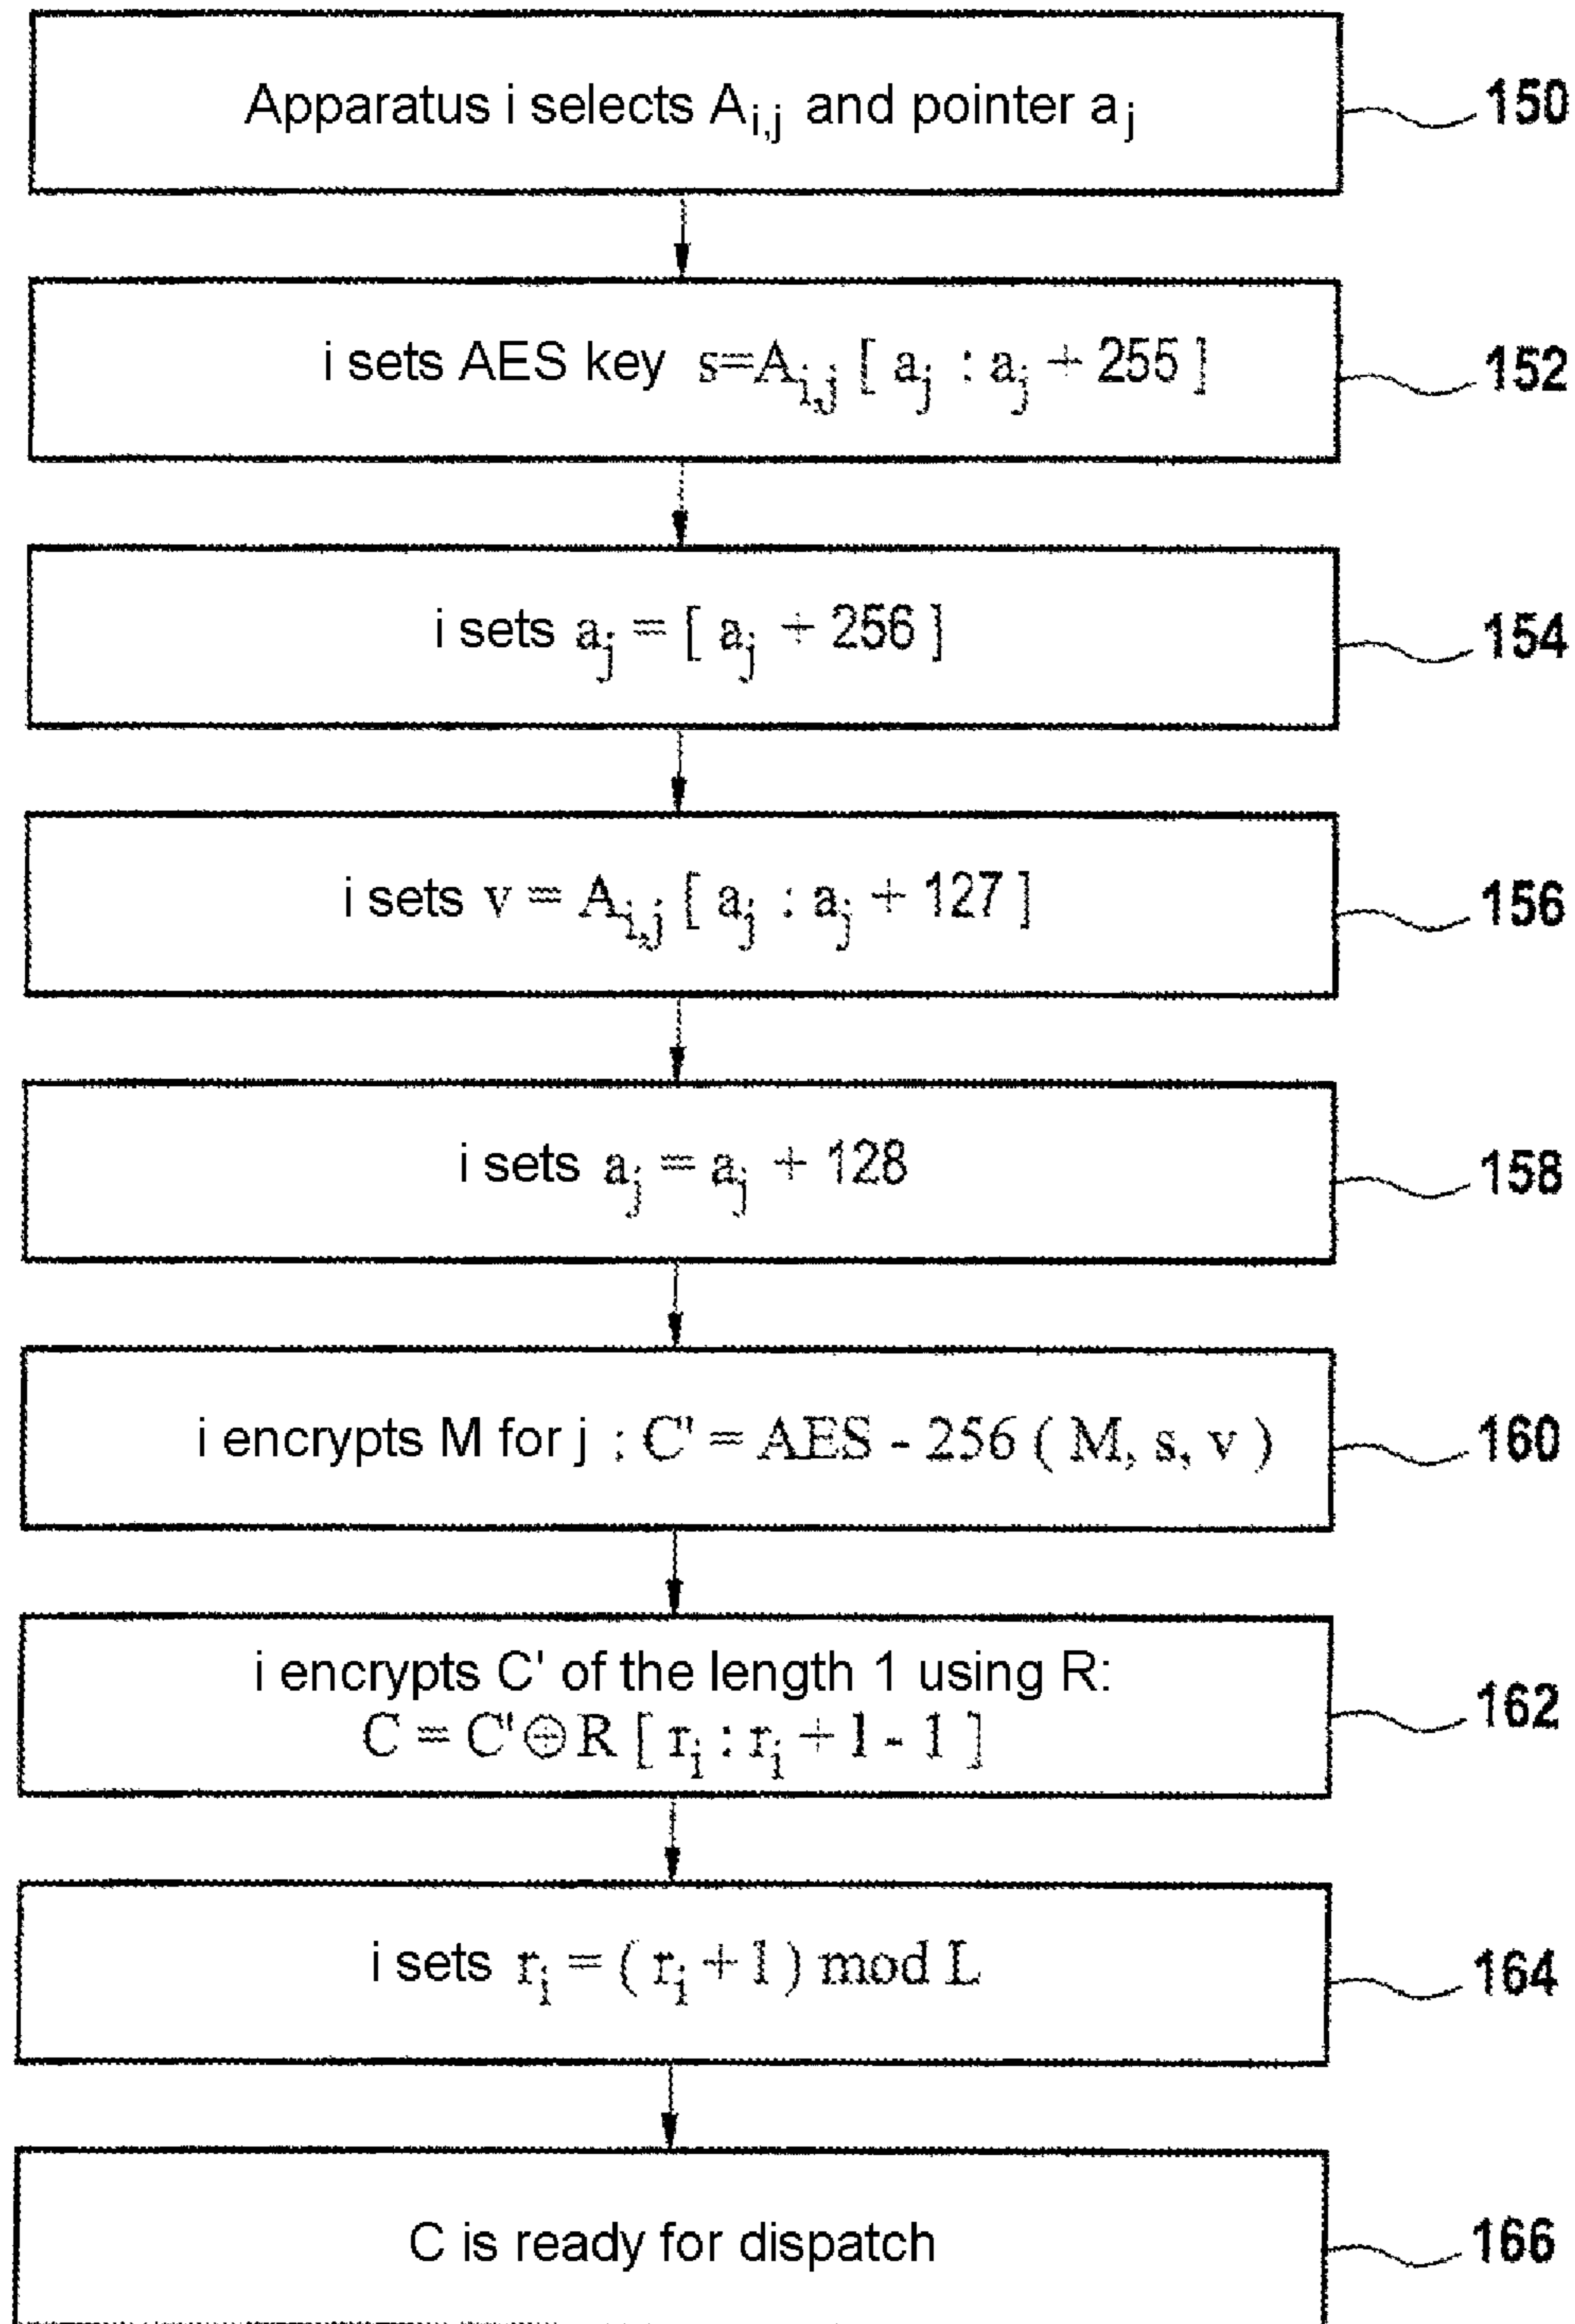 Apparatus i selects A_{i,j} and pointer a_j
150
i sets AES key s=A_{i,j} [ a_j : a_j + 255 ]
152
i sets a_j = [ a_j + 256 ]
154
i sets v = A_{i,j} [ a_j : a_j + 127 ]
156
i sets a_j = a_j + 128
158
i encrypts M for j : C' = AES - 256 ( M, s, v )
160
i encrypts C' of the length 1 using R:
C = C' ⊕ R [ r_i : r_i + l - 1 ]
162
i sets r_i = ( r_i + l ) mod L
164
C is ready for dispatch
166